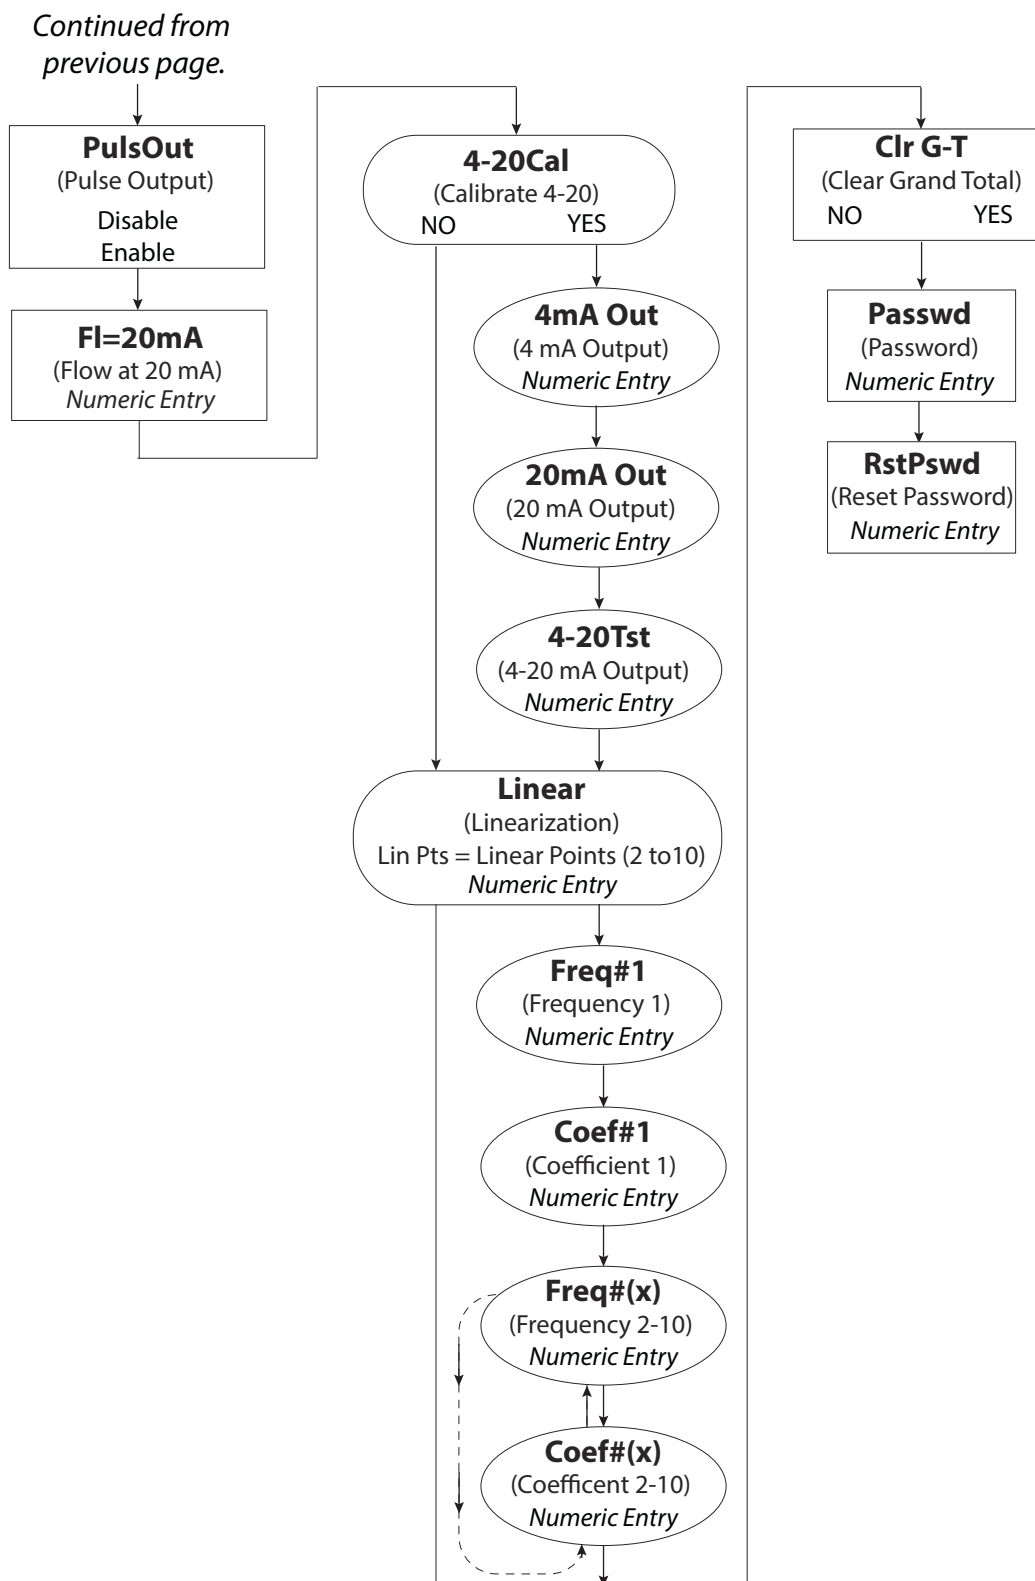 Continued from
previous page.
PulsOut
(Pulse Output)
Disable
Enable
Fl=20mA
(Flow at 20 mA)
Numeric Entry
4-20Cal
(Calibrate 4-20)
NO YES
4mA Out
(4 mA Output)
Numeric Entry
20mA Out
(20 mA Output)
Numeric Entry
4-20Tst
(4-20 mA Output)
Numeric Entry
Linear
(Linearization)
Lin Pts = Linear Points (2 to10)
Numeric Entry
Freq#1
(Frequency 1)
Numeric Entry
Coef#1
(Coefficient 1)
Numeric Entry
Freq#(x)
(Frequency 2-10)
Numeric Entry
Coef#(x)
(Coefficent 2-10)
Numeric Entry
Clr G-T
(Clear Grand Total)
NO YES
Passwd
(Password)
Numeric Entry
RstPswd
(Reset Password)
Numeric Entry